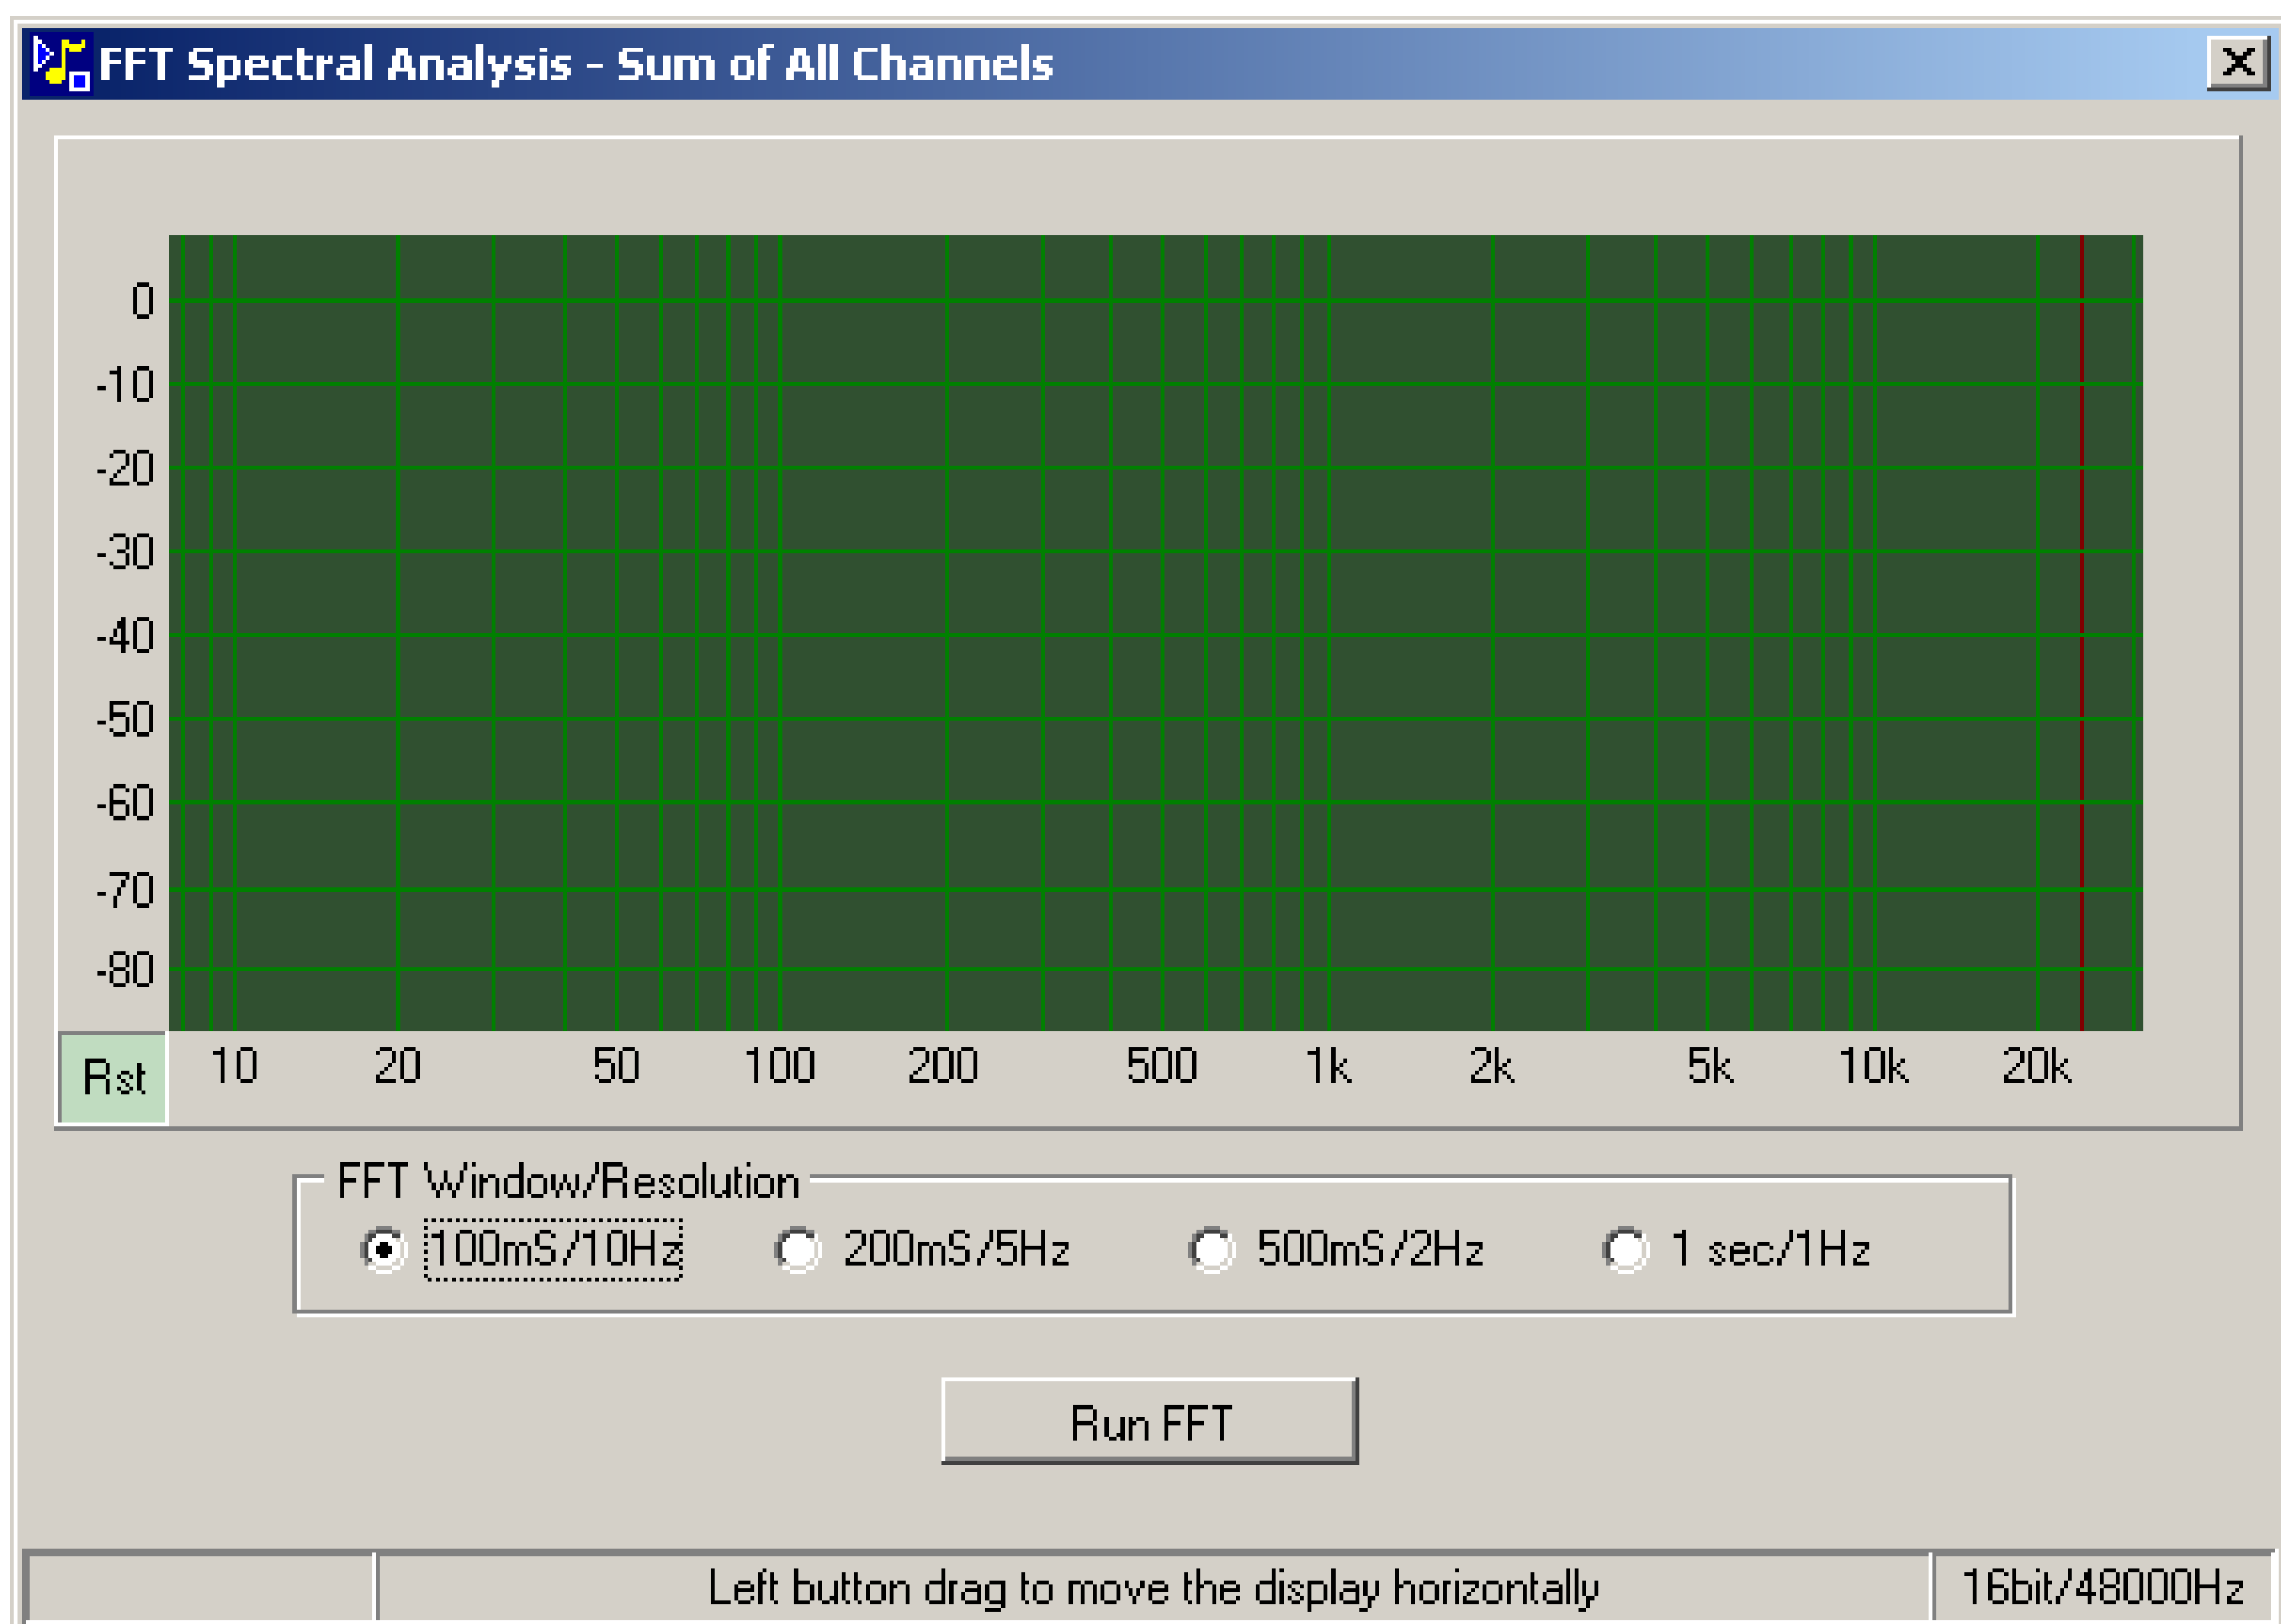 FFT Spectral Analysis - Sum of All Channels
0
-10
-20
-30
-40
-50
-60
-70
-80
Rst 10 20 50 100 200 500 1k 2k 5k 10k 20k
FFT Window/Resolution
100mS/10Hz 200mS/5Hz 500mS/2Hz 1 sec/1Hz
Run FFT
Left button drag to move the display horizontally 16bit/48000Hz